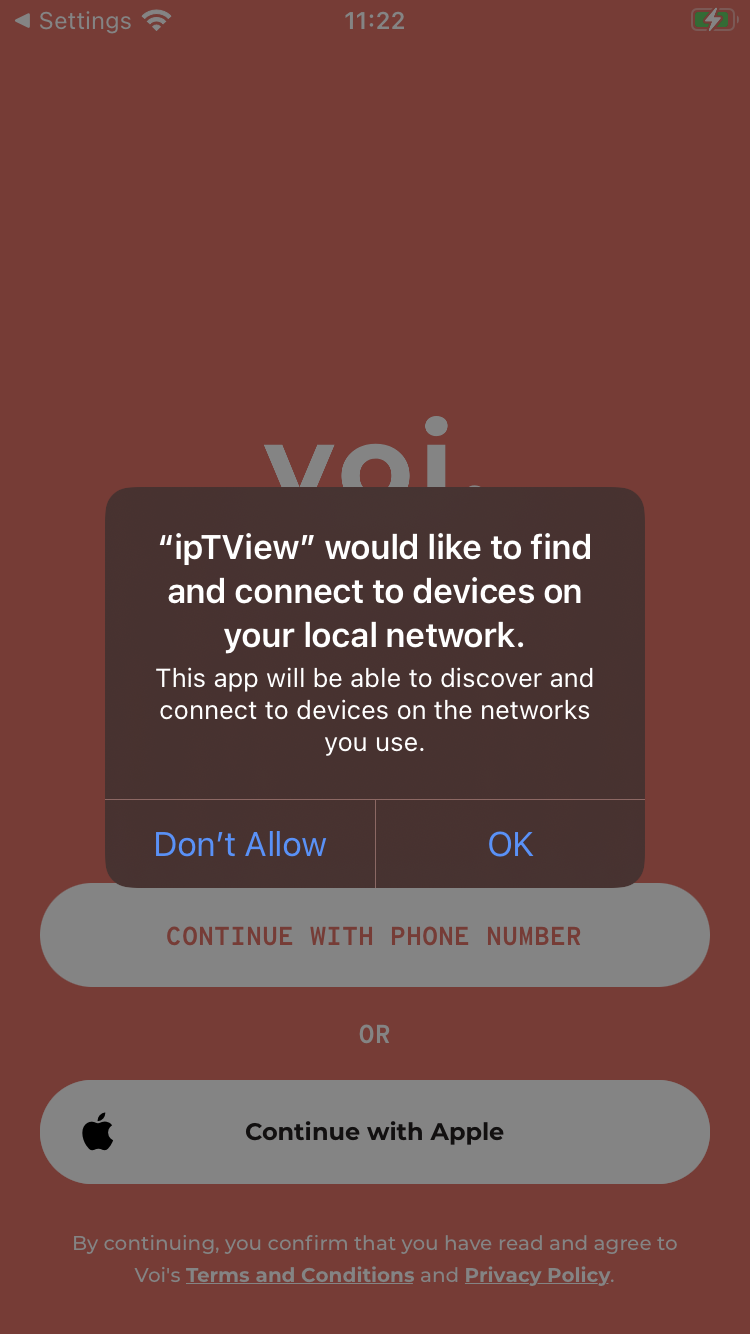 ◀ Settings 11:22
voi.
“ipTView” would like to find
and connect to devices on
your local network.
This app will be able to discover and
connect to devices on the networks
you use.
Don’t Allow OK
CONTINUE WITH PHONE NUMBER
OR
Continue with Apple
By continuing, you confirm that you have read and agree to
Voi's Terms and Conditions and Privacy Policy.